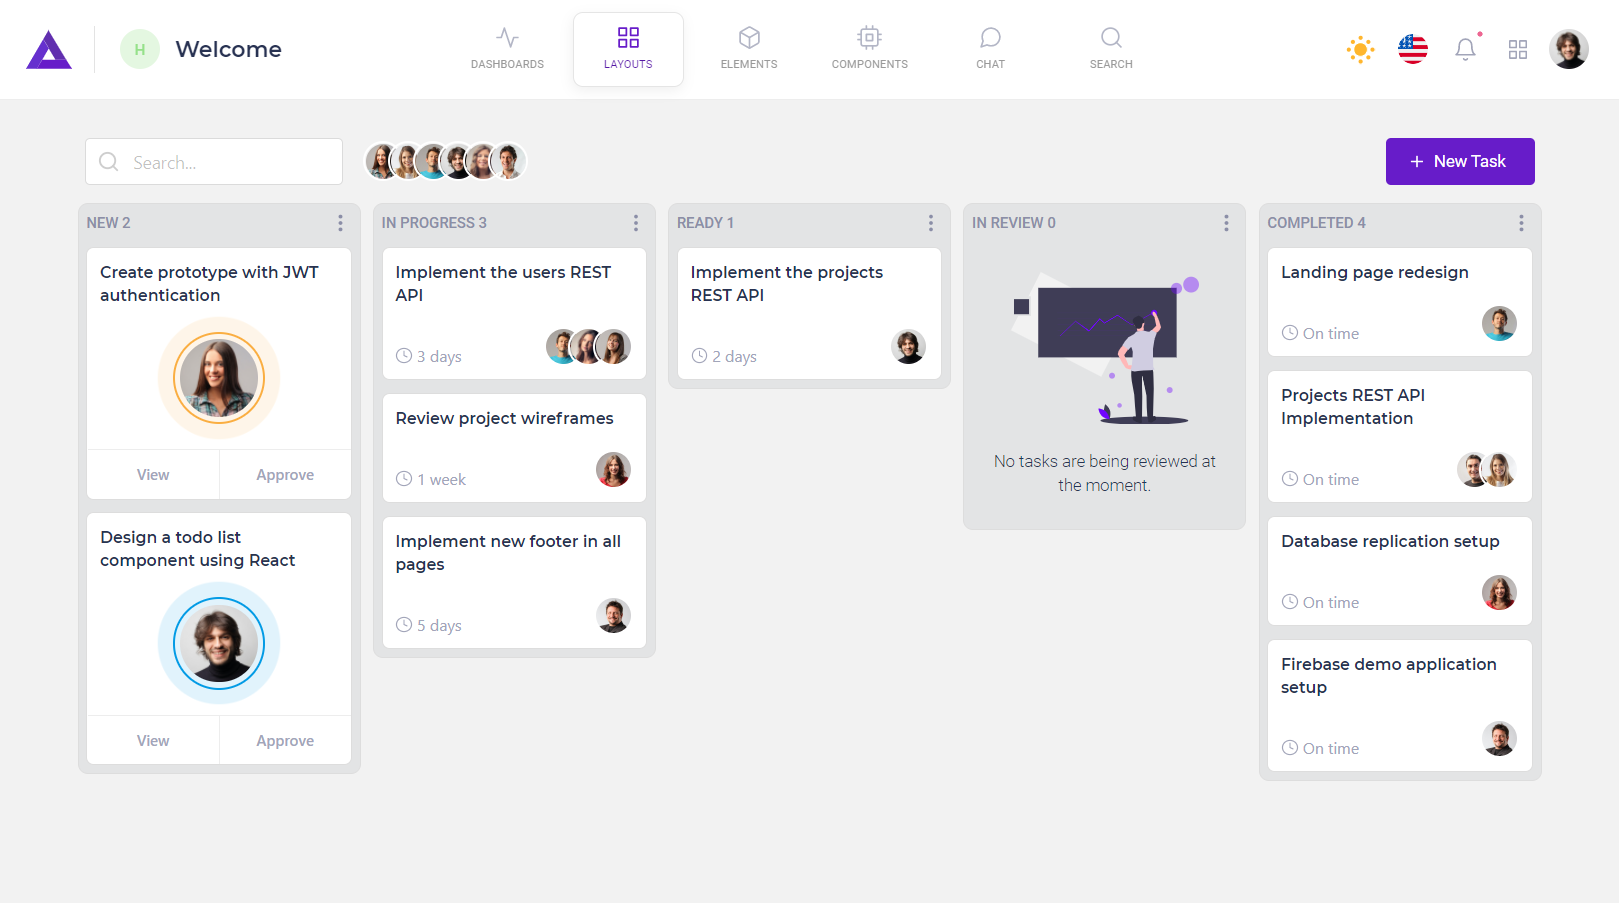 H
Welcome
DASHBOARDS
LAYOUTS
ELEMENTS
COMPONENTS
CHAT
SEARCH
Search...
+ New Task
NEW 2
Create prototype with JWT
authentication
View
Approve
Design a todo list
component using React
View
Approve
IN PROGRESS 3
Implement the users REST
API
3 days
Review project wireframes
1 week
Implement new footer in all
pages
5 days
READY 1
Implement the projects
REST API
2 days
IN REVIEW 0
No tasks are being reviewed at
the moment.
COMPLETED 4
Landing page redesign
On time
Projects REST API
Implementation
On time
Database replication setup
On time
Firebase demo application
setup
On time